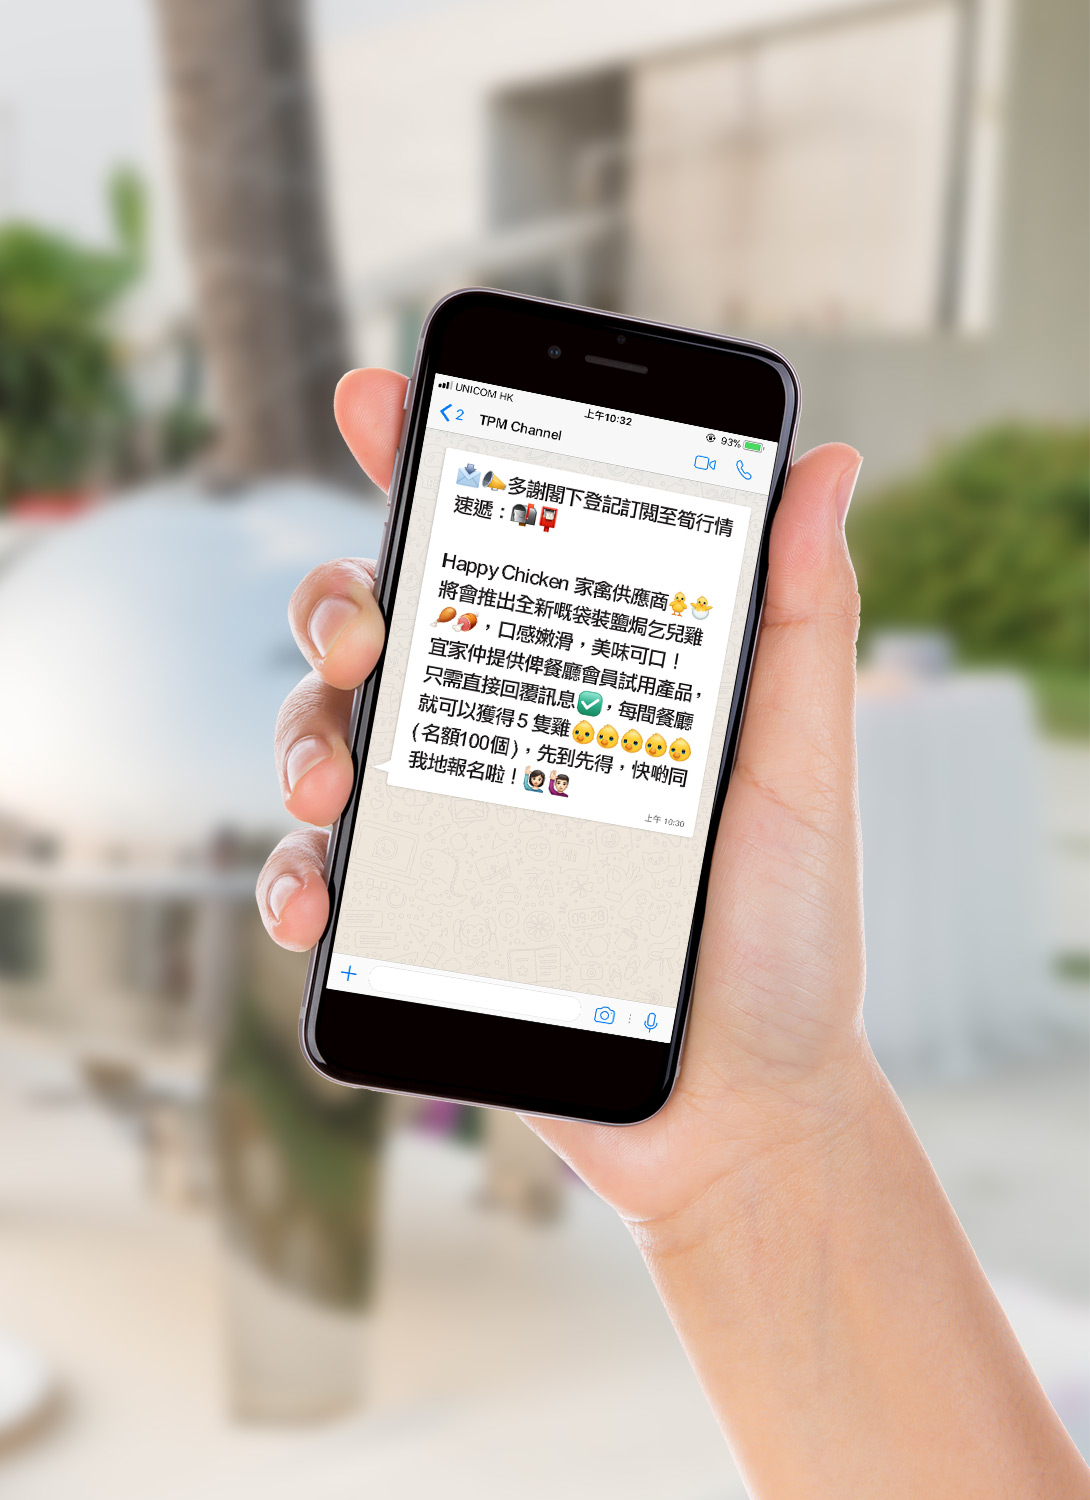 UNICOM HK 上午10:32 93%
2 TPM Channel
📩📣多謝閣下登記訂閱至筍行情
速遞：📬📮
Happy Chicken 家禽供應商🐥🐣
將會推出全新嘅袋裝鹽焗乞兒雞
🍗🍖，口感嫩滑，美味可口！
宜家仲提供俾餐廳會員試用產品，
只需直接回覆訊息✅，每間餐廳
就可以獲得 5 隻雞🐥🐥🐥🐥🐥
(名額100個)，先到先得，快啲同
我地報名啦！🙋🏻‍♀️🙋🏻‍♂️
上午 10:30